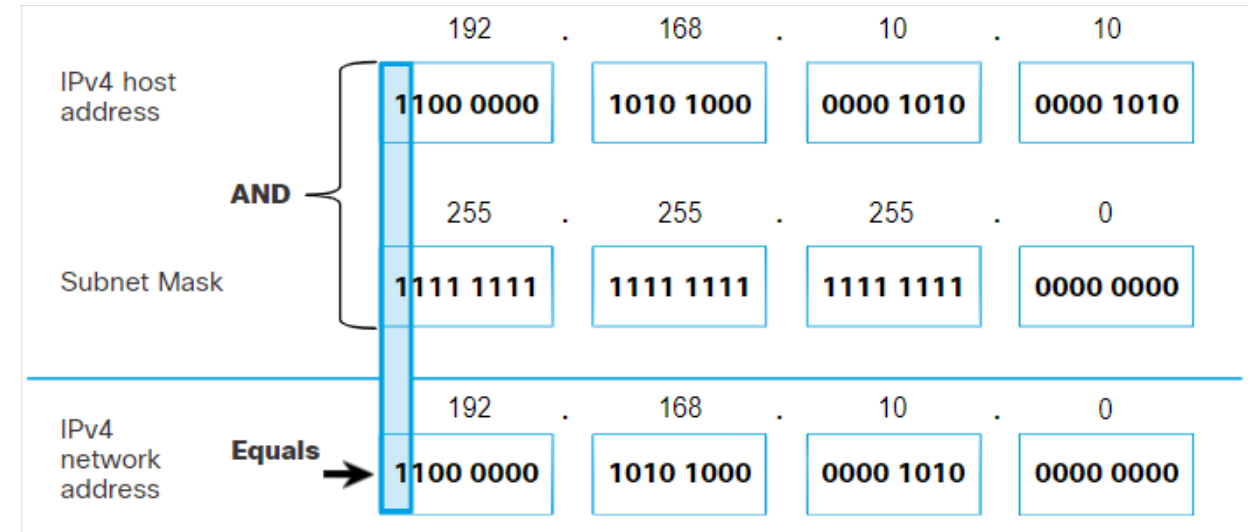 192 . 168 . 10 . 10
IPv4 host
address
1100 0000 1010 1000 0000 1010 0000 1010
AND
255 . 255 . 255 . 0
Subnet Mask
1111 1111 1111 1111 1111 1111 0000 0000
192 . 168 . 10 . 0
IPv4
network
address
Equals
1100 0000 1010 1000 0000 1010 0000 0000